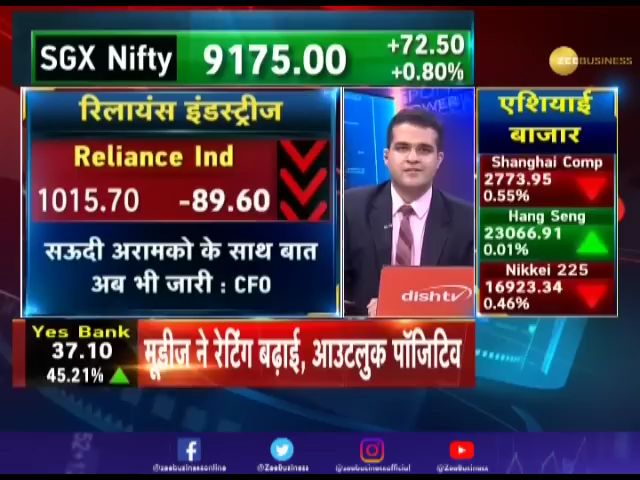 SGX Nifty 9175.00 +72.50
+0.80%
ZEEBUSINESS
रिलायंस इंडस्ट्रीज
Reliance Ind
1015.70 -89.60
सऊदी अरामको के साथ बात
अब भी जारी : CFO
dishtv
एशियाई
बाजार
Shanghai Comp
2773.95
0.55%
Hang Seng
23066.91
0.01%
Nikkei 225
16923.34
0.46%
Yes Bank
37.10
45.21%
मूडीज ने रेटिंग बढ़ाई, आउटलुक पॉजिटिव
@zeebusinessonline
@ZeeBusiness
@zeebusinessofficial
@ZeeBusiness